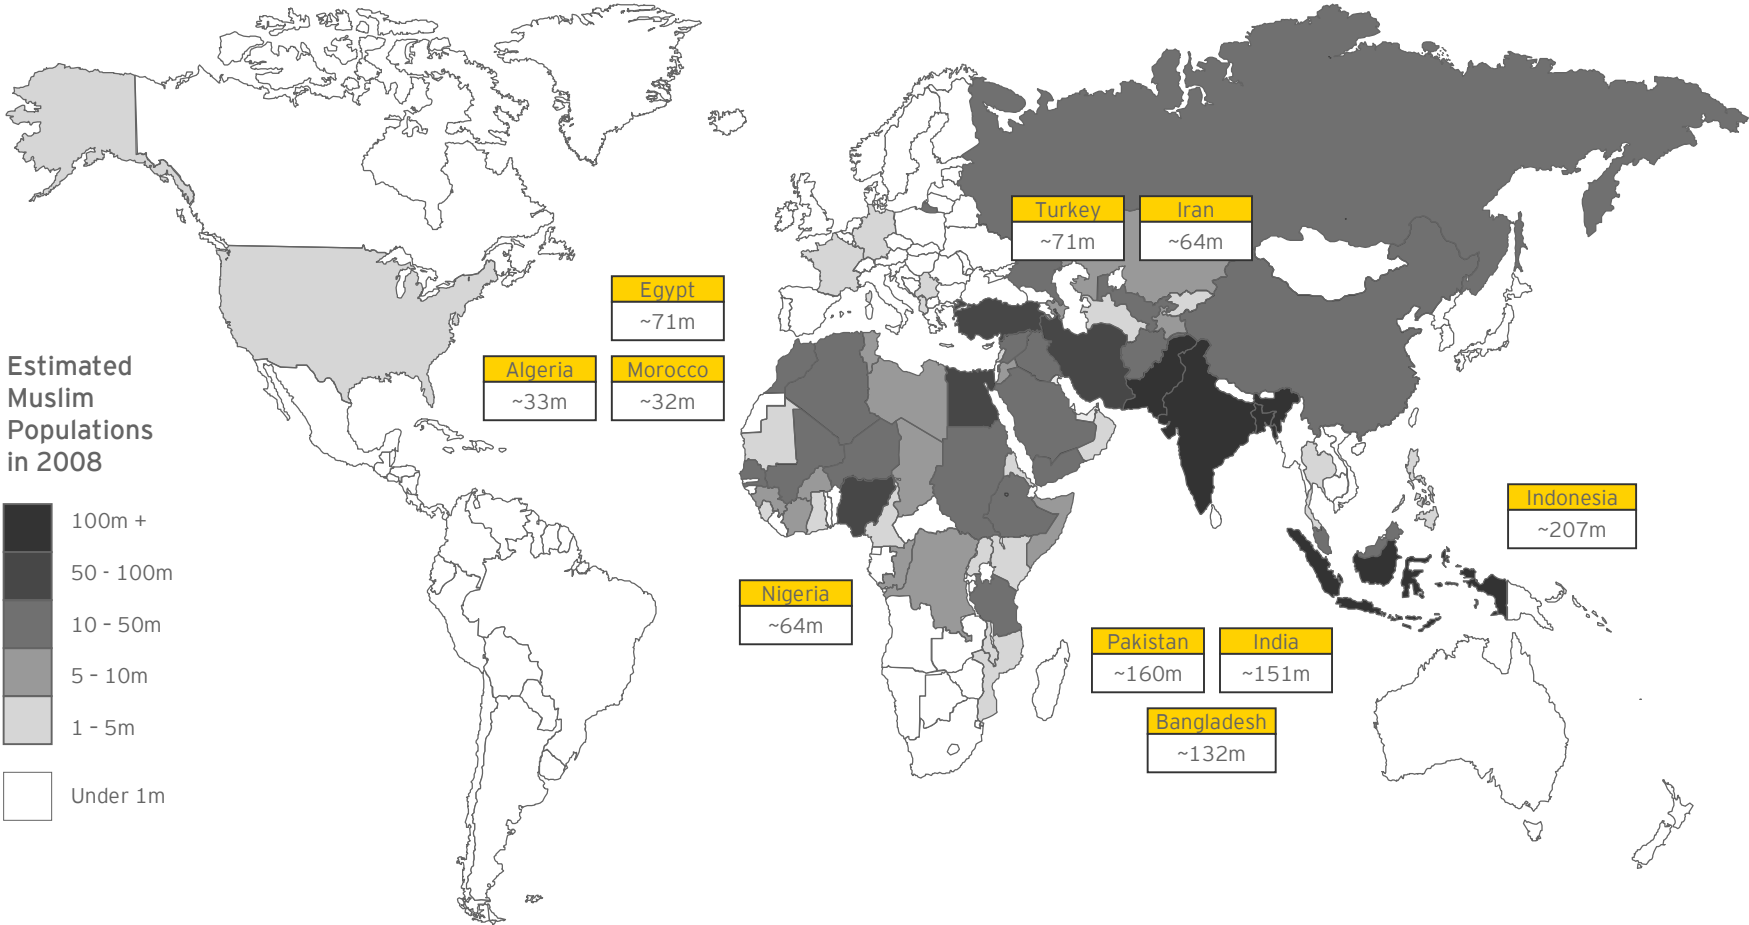 Turkey
~71m
Iran
~64m
Egypt
~71m
Algeria
~33m
Morocco
~32m
Estimated
Muslim
Populations
in 2008
100m +
50 - 100m
10 - 50m
5 - 10m
1 - 5m
Under 1m
Indonesia
~207m
Nigeria
~64m
Pakistan
~160m
India
~151m
Bangladesh
~132m